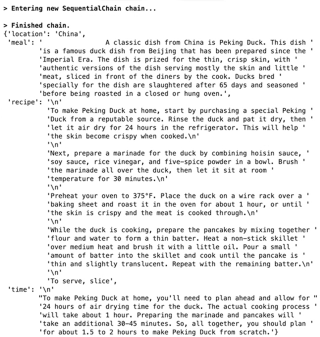 > Entering new SequentialChain chain...
> Finished chain.
{'location': 'China',
'meal': ' A classic dish from China is Peking Duck. This dish '
'is a famous duck dish from Beijing that has been prepared since the '
'Imperial Era. The dish is prized for the thin, crisp skin, with '
'authentic versions of the dish serving mostly the skin and little '
'meat, sliced in front of the diners by the cook. Ducks bred '
'specially for the dish are slaughtered after 65 days and seasoned '
'before being roasted in a closed or hung oven.',
'recipe': '\n'
'To make Peking Duck at home, start by purchasing a special Peking '
'Duck from a reputable source. Rinse the duck and pat it dry, then '
'let it air dry for 24 hours in the refrigerator. This will help '
'the skin become crispy when cooked.\n'
'\n'
'Next, prepare a marinade for the duck by combining hoisin sauce, '
'soy sauce, rice vinegar, and five-spice powder in a bowl. Brush '
'the marinade all over the duck, then let it sit at room '
'temperature for 30 minutes.\n'
'\n'
'Preheat your oven to 375°F. Place the duck on a wire rack over a '
'baking sheet and roast it in the oven for about 1 hour, or until '
'the skin is crispy and the meat is cooked through.\n'
'\n'
'While the duck is cooking, prepare the pancakes by mixing together '
'flour and water to form a thin batter. Heat a non-stick skillet '
'over medium heat and brush it with a little oil. Pour a small '
'amount of batter into the skillet and cook until the pancake is '
'thin and slightly translucent. Repeat with the remaining batter.\n'
'\n'
'To serve, slice',
'time': '\n'
"To make Peking Duck at home, you'll need to plan ahead and allow for "
'24 hours of air drying time for the duck. The actual cooking process '
'will take about 1 hour. Preparing the marinade and pancakes will '
'take an additional 30-45 minutes. So, all together, you should plan '
'for about 1.5 to 2 hours to make Peking Duck from scratch.'}